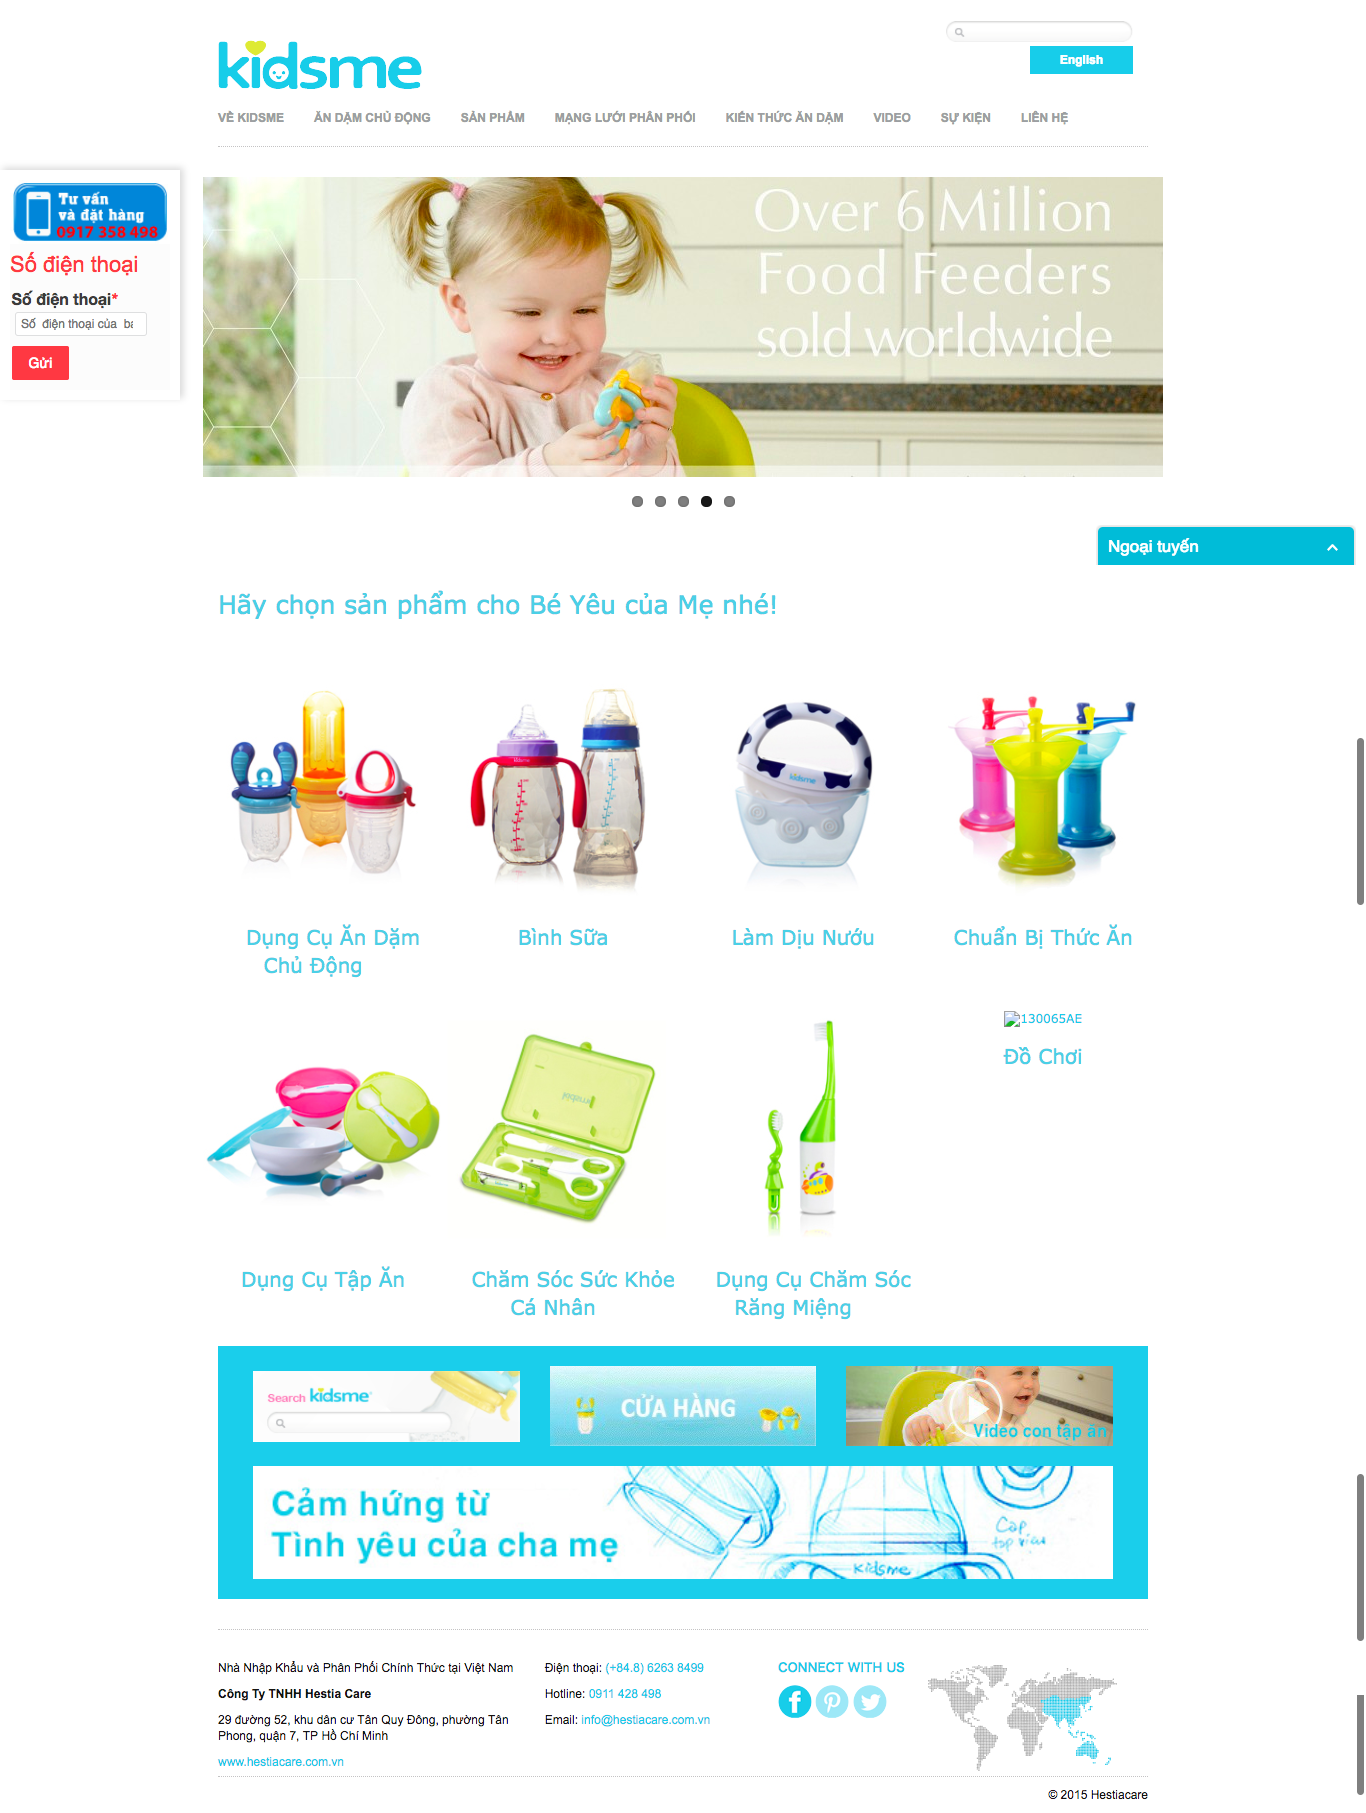 kidsme
English
VỀ KIDSME ĂN DẶM CHỦ ĐỘNG SẢN PHẨM MẠNG LƯỚI PHÂN PHỐI KIẾN THỨC ĂN DẶM VIDEO SỰ KIỆN LIÊN HỆ
Tư vấn
và đặt hàng
0917 358 498
Số điện thoại
Số điện thoại*
Số điện thoại của bạ
Gửi
Over 6 Million
Food Feeders
sold worldwide
Ngoại tuyến
Hãy chọn sản phẩm cho Bé Yêu của Mẹ nhé!
kidsme
kidsme
Dụng Cụ Ăn Dặm
Chủ Động
Bình Sữa
Làm Dịu Nướu
Chuẩn Bị Thức Ăn
130065AE
Đồ Chơi
kidsme
Dụng Cụ Tập Ăn
Chăm Sóc Sức Khỏe
Cá Nhân
Dụng Cụ Chăm Sóc
Răng Miệng
Search kidsme
CỬA HÀNG
Video con tập ăn
Cảm hứng từ
Tình yêu của cha mẹ
Cap
top view
kidsme
Nhà Nhập Khẩu và Phân Phối Chính Thức tại Việt Nam
Công Ty TNHH Hestia Care
29 đường 52, khu dân cư Tân Quy Đông, phường Tân
Phong, quận 7, TP Hồ Chí Minh
www.hestiacare.com.vn
Điện thoại: (+84.8) 6263 8499
Hotline: 0911 428 498
Email: info@hestiacare.com.vn
CONNECT WITH US
© 2015 Hestiacare